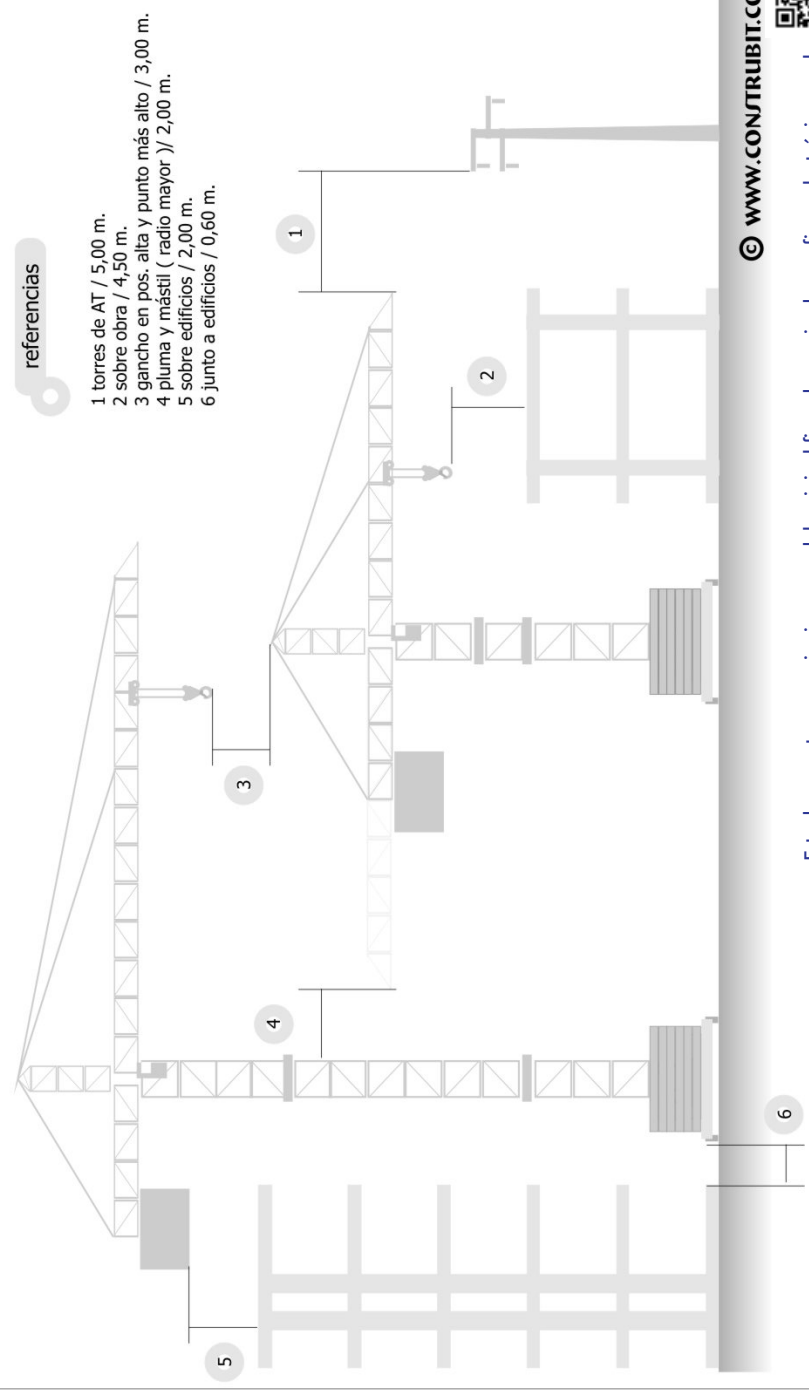 referencias
1 torres de AT / 5,00 m.
2 sobre obra / 4,50 m.
3 gancho en pos. alta y punto más alto / 3,00 m.
4 pluma y mástil ( radio mayor )/ 2,00 m.
5 sobre edificios / 2,00 m.
6 junto a edificios / 0,60 m.
1
2
3
4
5
6
© WWW.CONSTRUBIT.CO